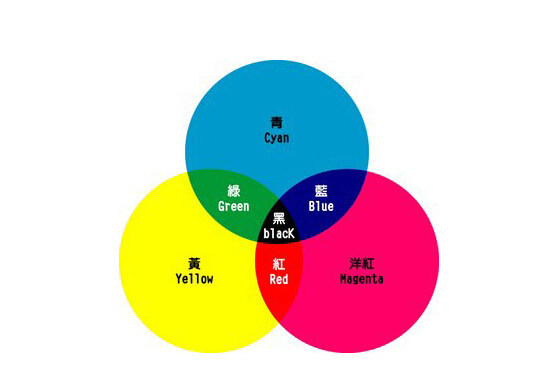 青
Cyan
綠
Green
藍
Blue
黑
blacK
黃
Yellow
紅
Red
洋紅
Magenta